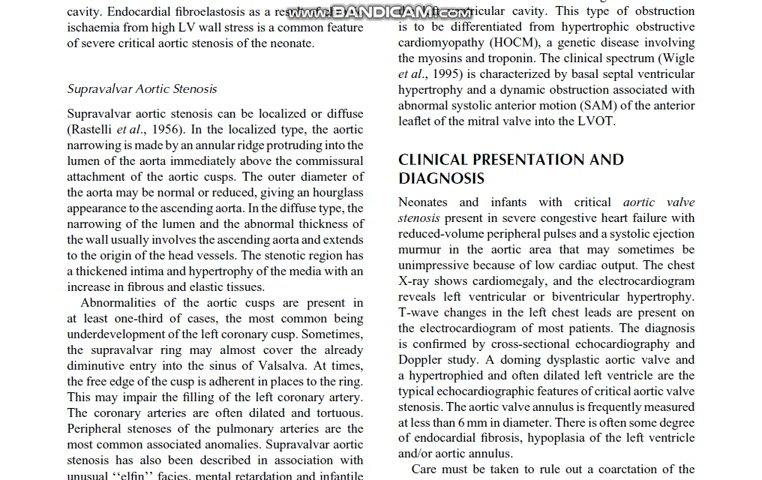 cavity. Endocardial fibroelastosis as a
ischaemia from high LV wall stress is a common feature
of severe critical aortic stenosis of the neonate.
Supravalvar Aortic Stenosis
Supravalvar aortic stenosis can be localized or diffuse
(Rastelli et al., 1956). In the localized type, the aortic
narrowing is made by an annular ridge protruding into the
lumen of the aorta immediately above the commissural
attachment of the aortic cusps. The outer diameter of
the aorta may be normal or reduced, giving an hourglass
appearance to the ascending aorta. In the diffuse type, the
narrowing of the lumen and the abnormal thickness of
the wall usually involves the ascending aorta and extends
to the origin of the head vessels. The stenotic region has
a thickened intima and hypertrophy of the media with an
increase in fibrous and elastic tissues.
Abnormalities of the aortic cusps are present in
at least one-third of cases, the most common being
underdevelopment of the left coronary cusp. Sometimes,
the supravalvar ring may almost cover the already
diminutive entry into the sinus of Valsalva. At times,
the free edge of the cusp is adherent in places to the ring.
This may impair the filling of the left coronary artery.
The coronary arteries are often dilated and tortuous.
Peripheral stenoses of the pulmonary arteries are the
most common associated anomalies. Supravalvar aortic
stenosis has also been described in association with
unusual ‘‘elfin’’ facies, mental retardation and infantile
www.BANDICAM.com
cavity. This type of obstruction
is to be differentiated from hypertrophic obstructive
cardiomyopathy (HOCM), a genetic disease involving
the myosins and troponin. The clinical spectrum (Wigle
et al., 1995) is characterized by basal septal ventricular
hypertrophy and a dynamic obstruction associated with
abnormal systolic anterior motion (SAM) of the anterior
leaflet of the mitral valve into the LVOT.
CLINICAL PRESENTATION AND
DIAGNOSIS
Neonates and infants with critical aortic valve
stenosis present in severe congestive heart failure with
reduced-volume peripheral pulses and a systolic ejection
murmur in the aortic area that may sometimes be
unimpressive because of low cardiac output. The chest
X-ray shows cardiomegaly, and the electrocardiogram
reveals left ventricular or biventricular hypertrophy.
T-wave changes in the left chest leads are present on
the electrocardiogram of most patients. The diagnosis
is confirmed by cross-sectional echocardiography and
Doppler study. A doming dysplastic aortic valve and
a hypertrophied and often dilated left ventricle are the
typical echocardiographic features of critical aortic valve
stenosis. The aortic valve annulus is frequently measured
at less than 6 mm in diameter. There is often some degree
of endocardial fibrosis, hypoplasia of the left ventricle
and/or aortic annulus.
Care must be taken to rule out a coarctation of the